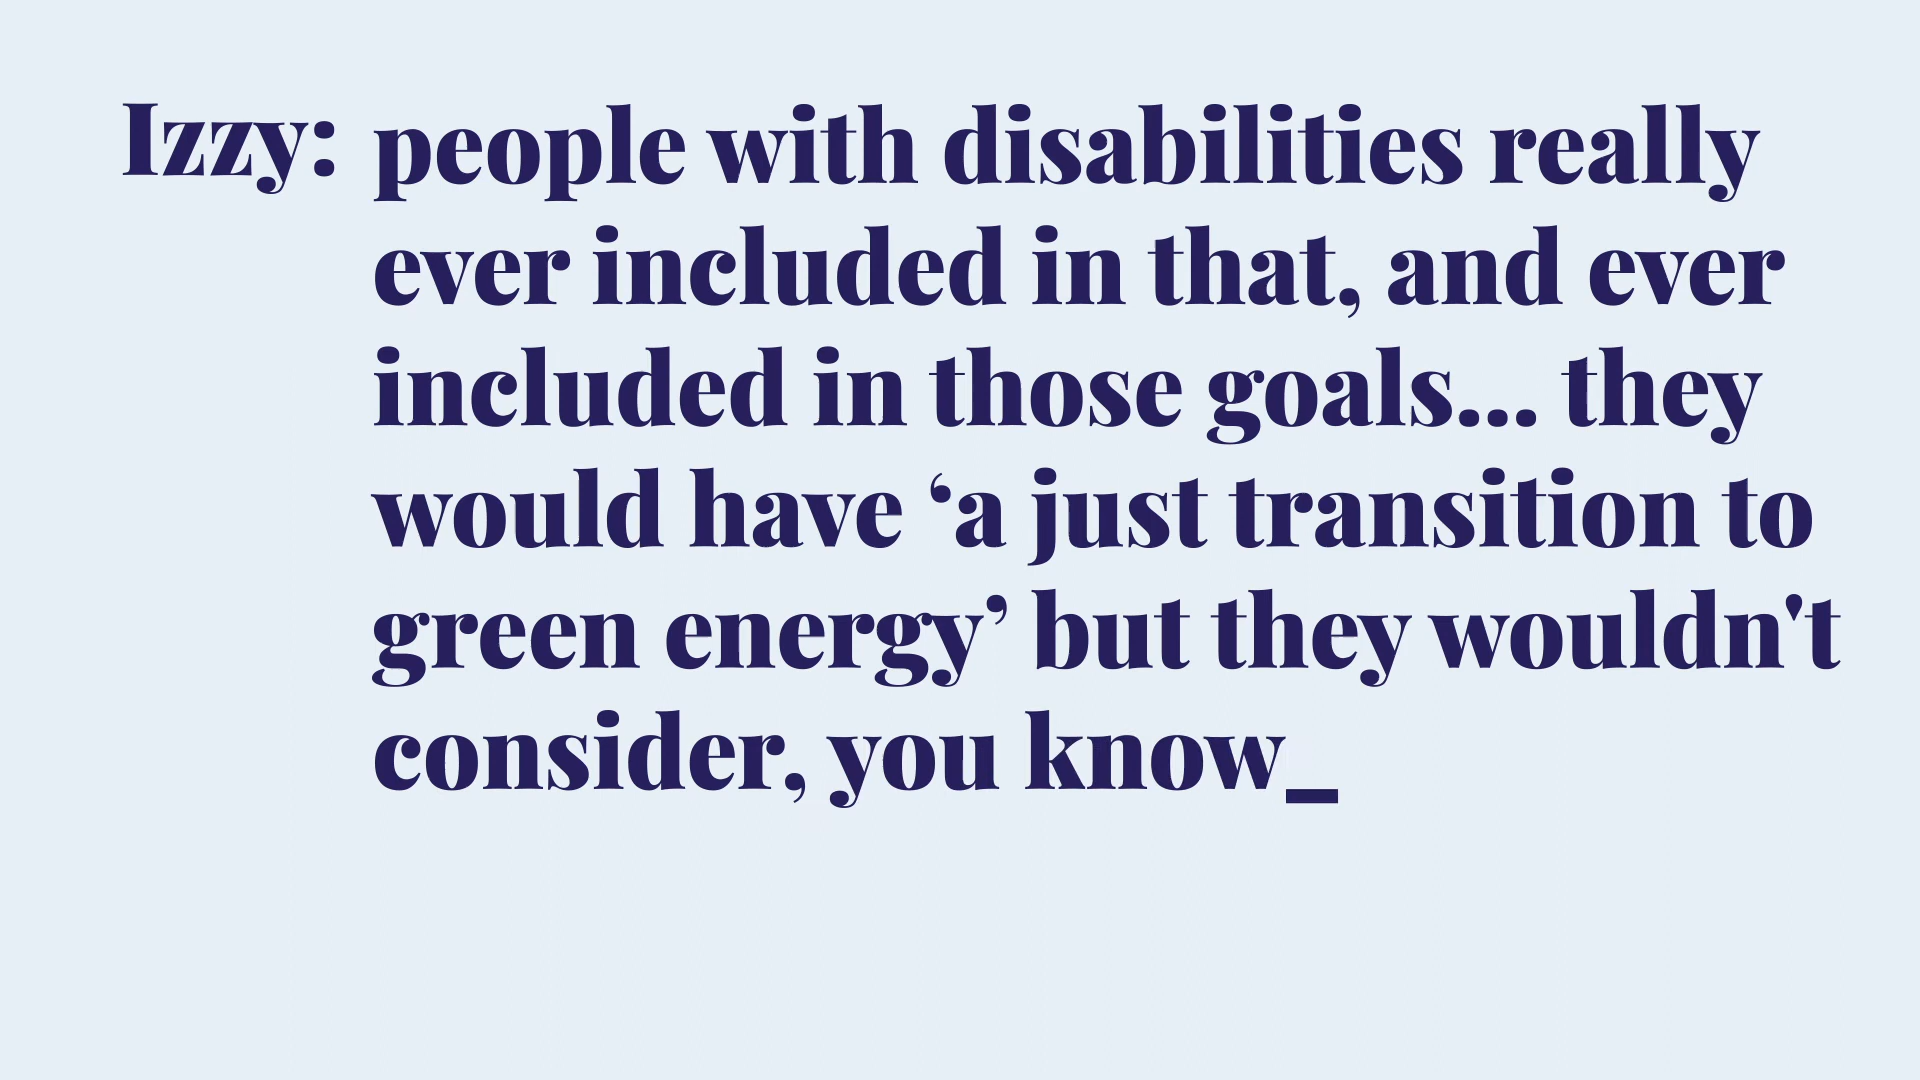 Izzy: people with disabilities really
ever included in that, and ever
included in those goals... they
would have ‘a just transition to
green energy’ but they wouldn't
consider, you know_